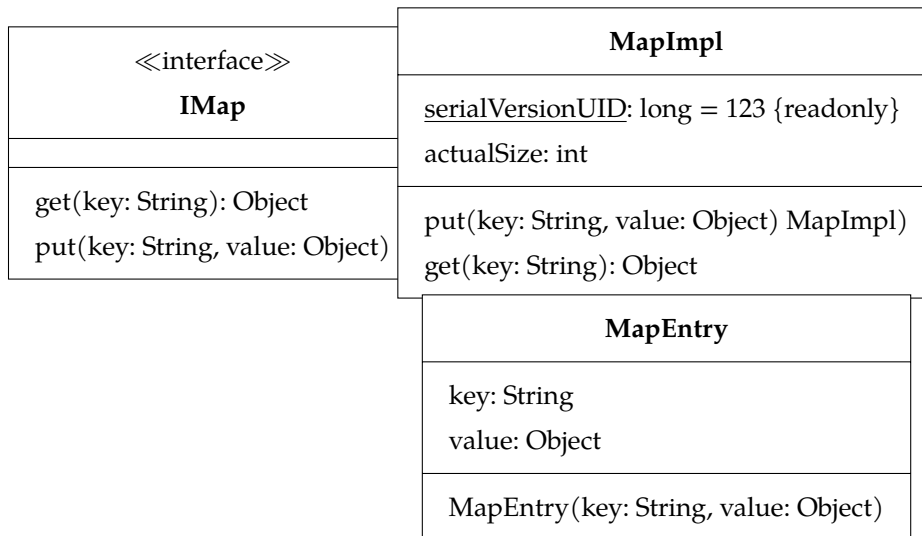 ≪interface≫
IMap
get(key: String): Object
put(key: String, value: Object)
MapImpl
serialVersionUID: long = 123 {readonly}
actualSize: int
put(key: String, value: Object) MapImpl)
get(key: String): Object
MapEntry
key: String
value: Object
MapEntry(key: String, value: Object)